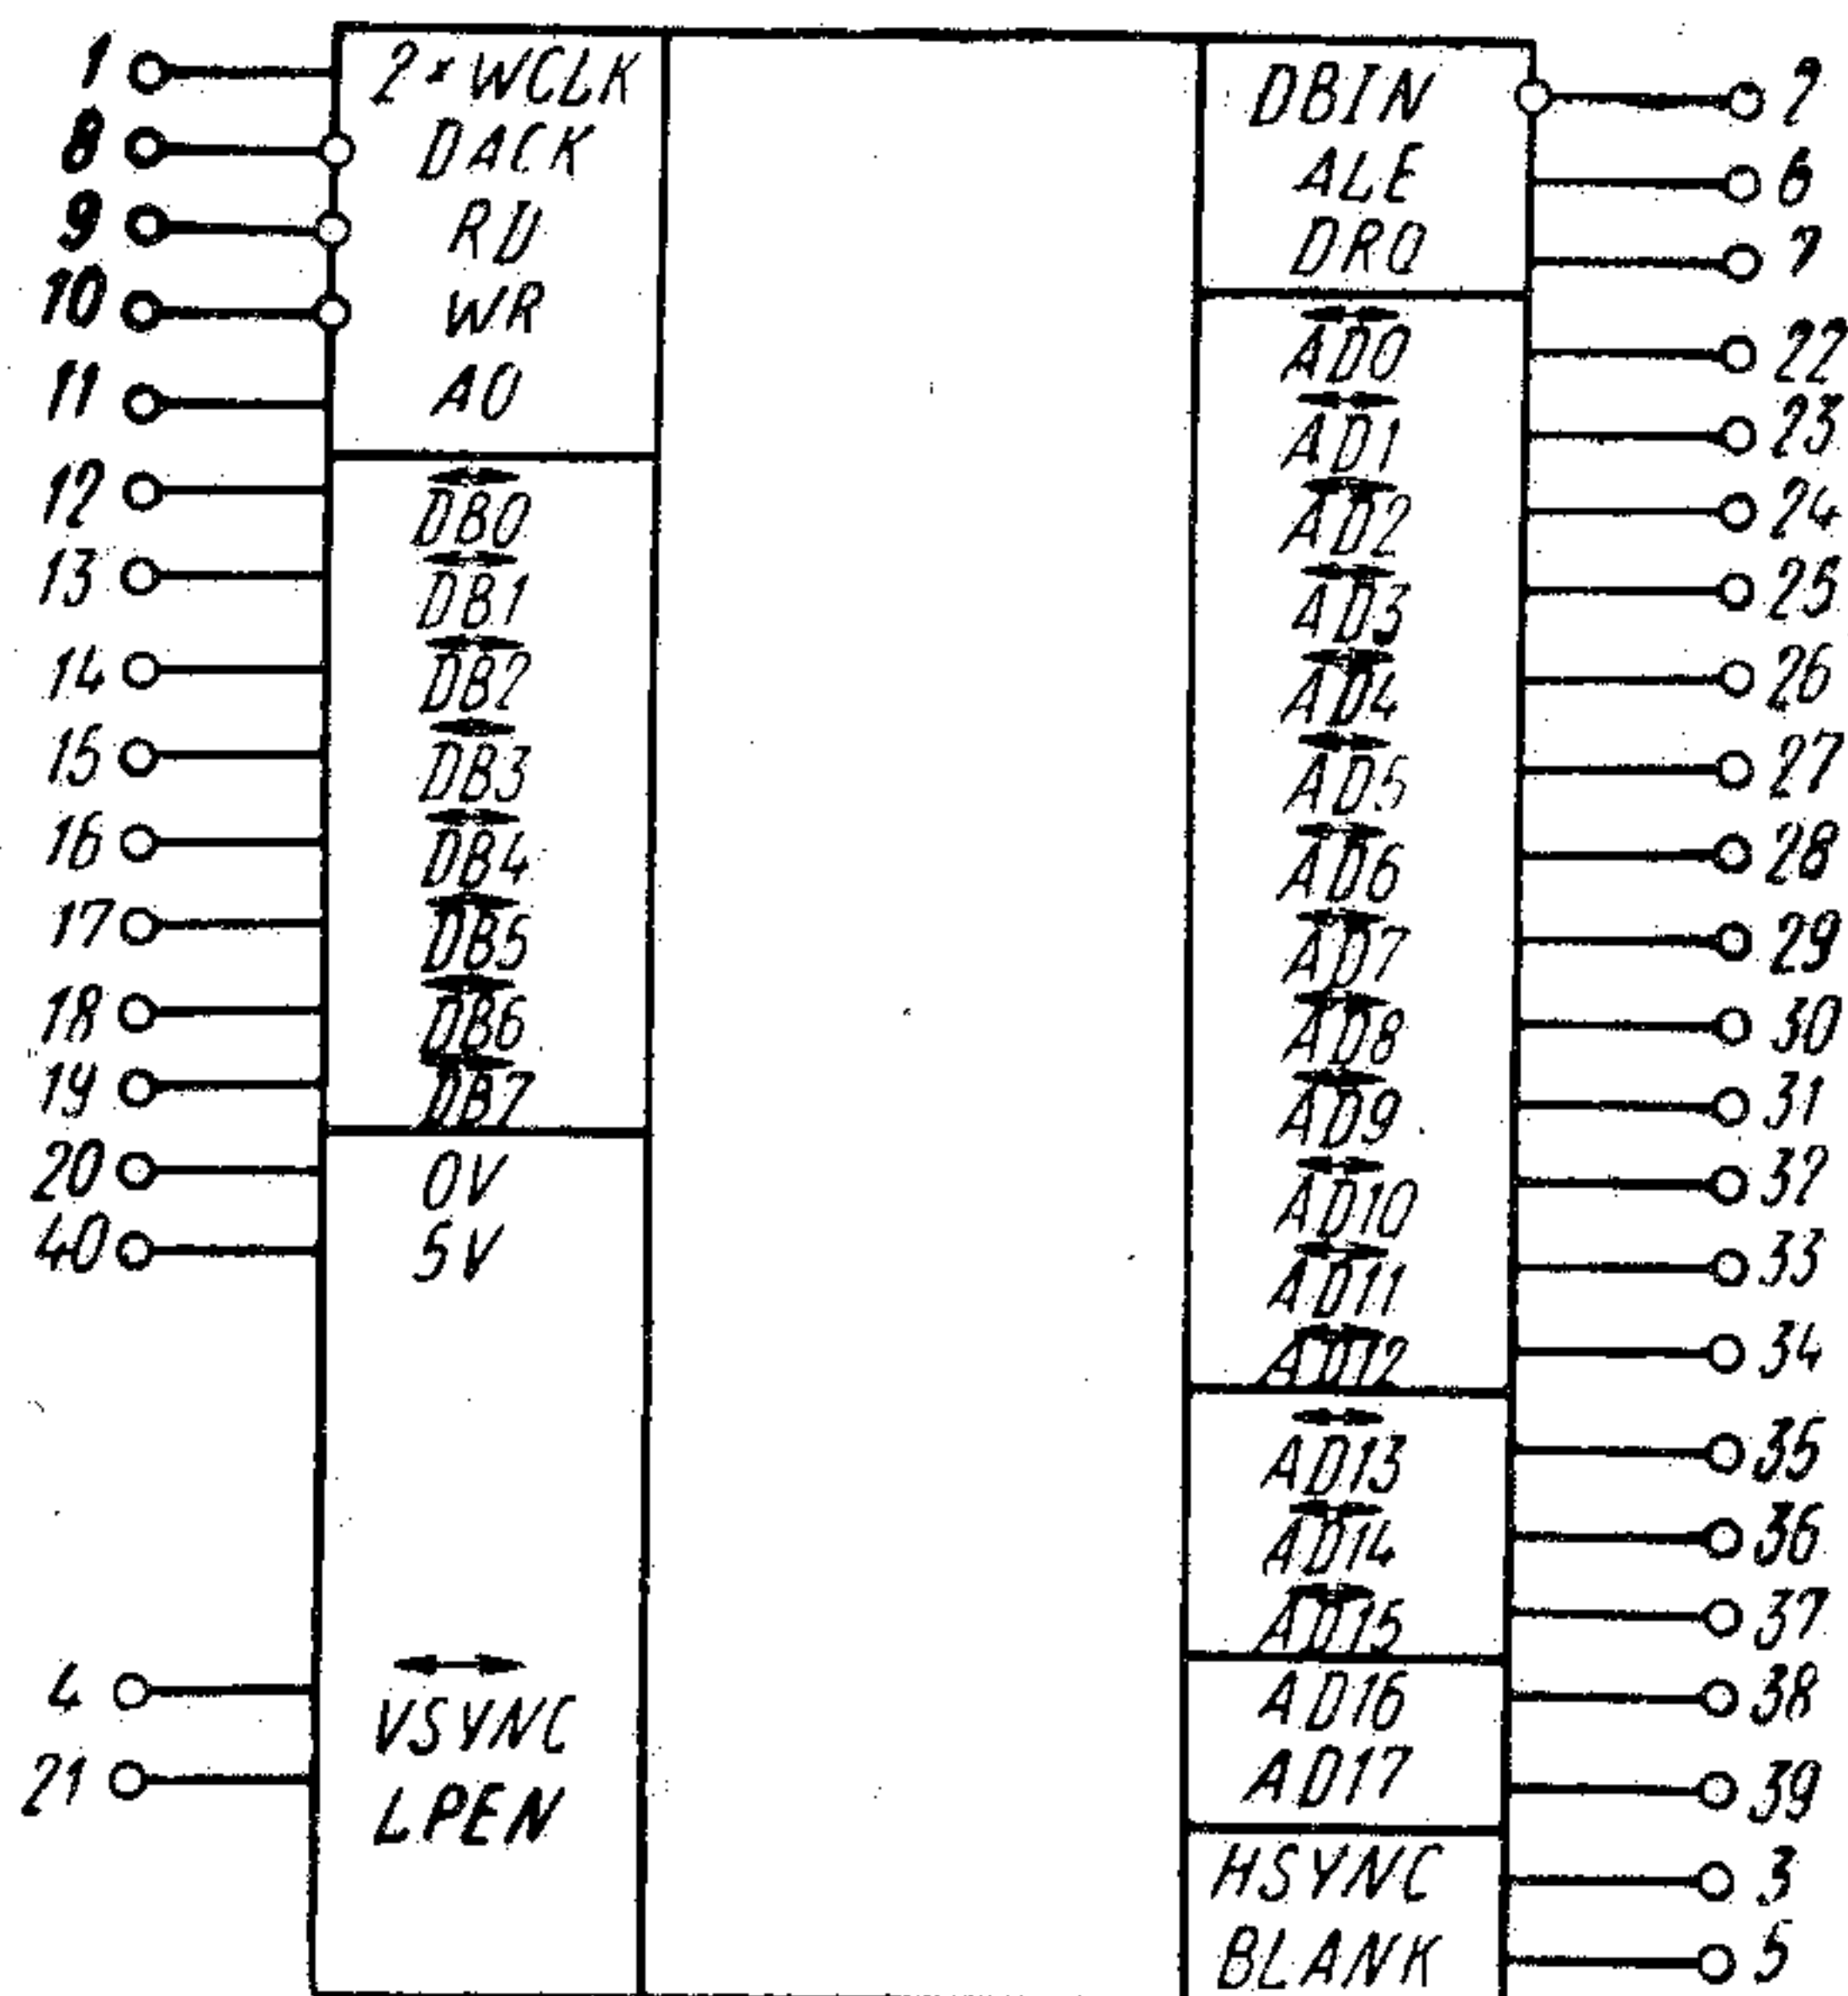 1 2×WCLK
8 DACK
9 RD
10 WR
11 A0
12 DB0
13 DB1
14 DB2
15 DB3
16 DB4
17 DB5
18 DB6
19 DB7
20 0V
40 5V
4 VSYNC
21 LPEN
DBIN 2
ALE 6
DRQ 7
AD0 22
AD1 23
AD2 24
AD3 25
AD4 26
AD5 27
AD6 28
AD7 29
AD8 30
AD9 31
AD10 32
AD11 33
AD12 34
AD13 35
AD14 36
AD15 37
AD16 38
AD17 39
HSYNC 3
BLANK 5